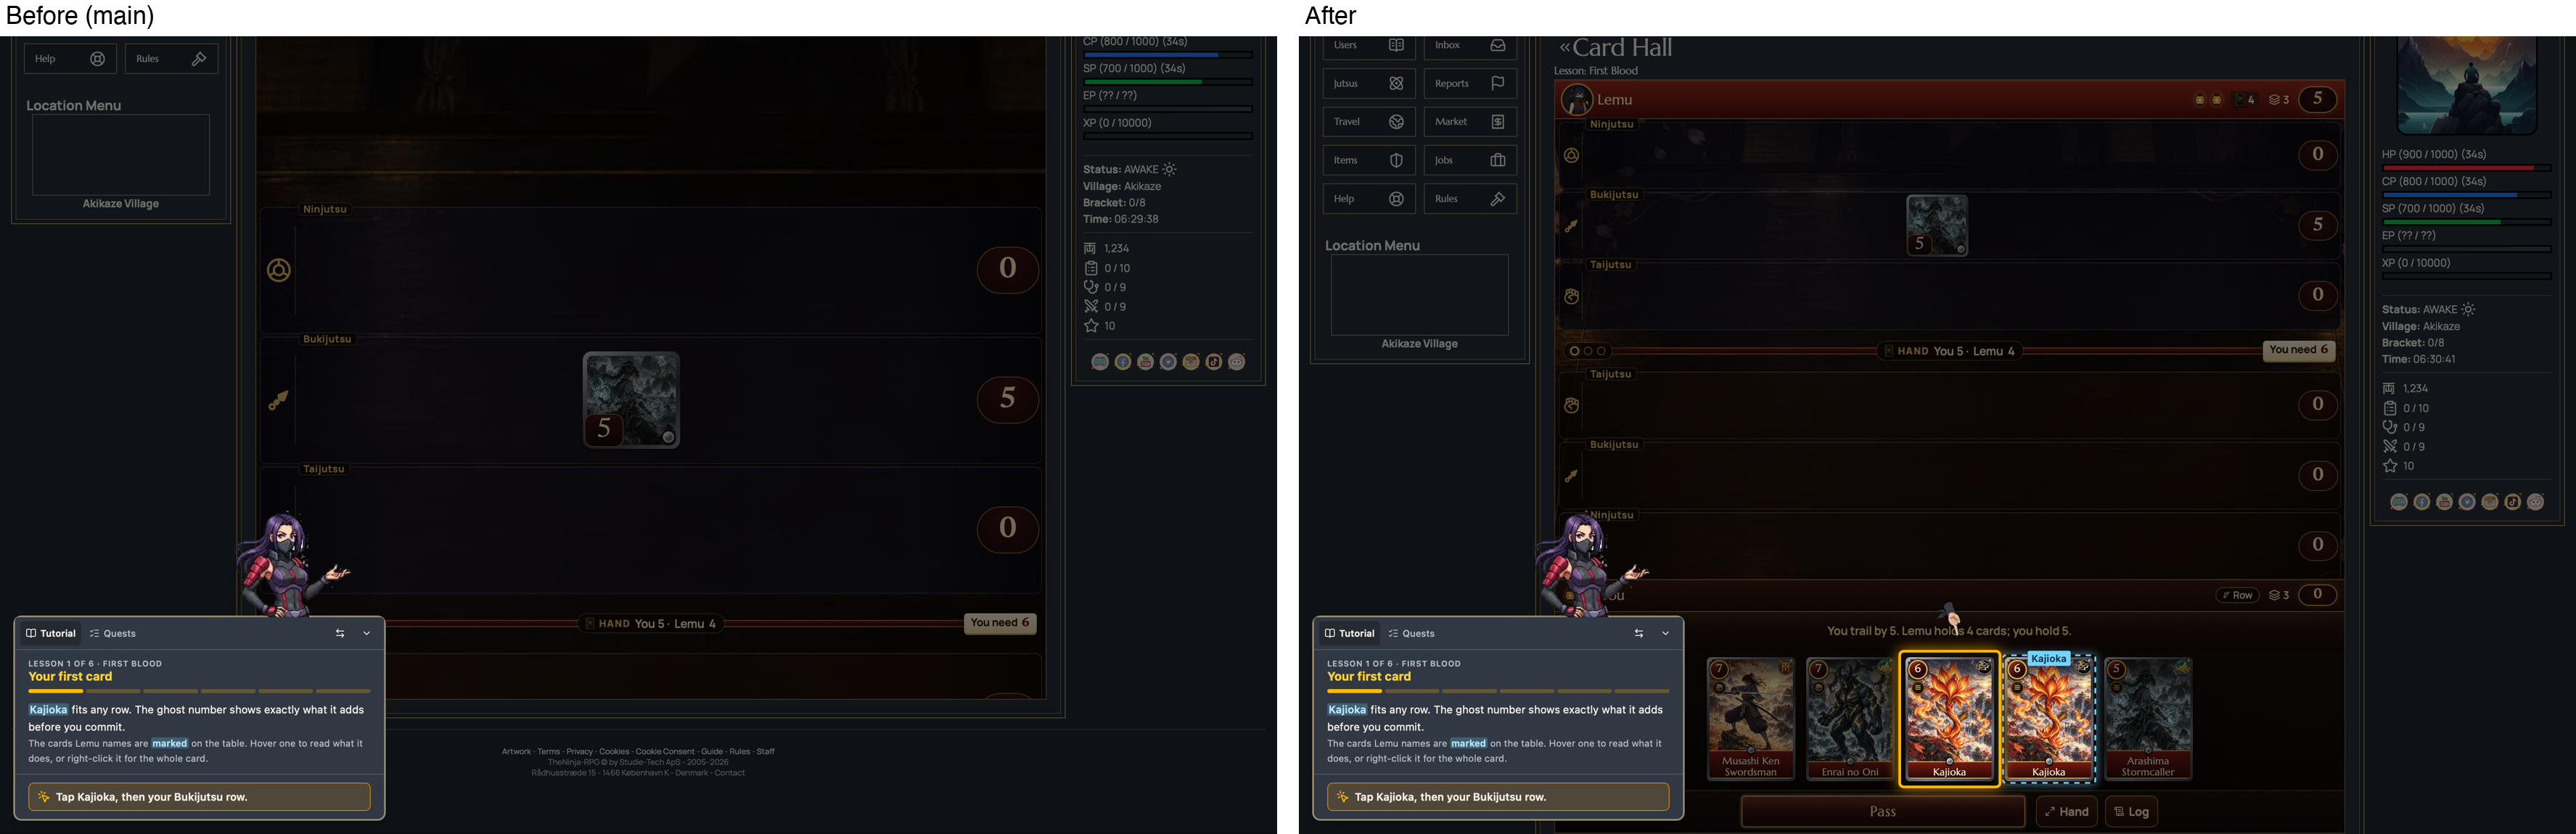 Before (main)
Help
Rules
Location Menu
Akikaze Village
Ninjutsu
0
Bukijutsu
5
5
Taijutsu
0
HAND You 5 · Lemu 4
You need 6
CP (800 / 1000) (34s)
SP (700 / 1000) (34s)
EP (?? / ??)
XP (0 / 10000)
Status: AWAKE
Village: Akikaze
Bracket: 0/8
Time: 06:29:38
1,234
0 / 10
0 / 9
0 / 9
10
Tutorial
Quests
LESSON 1 OF 6 · FIRST BLOOD
Your first card
Kajioka fits any row. The ghost number shows exactly what it adds
before you commit.
The cards Lemu names are marked on the table. Hover one to read what it
does, or right-click it for the whole card.
Tap Kajioka, then your Bukijutsu row.
Artwork - Terms - Privacy - Cookies - Cookie Consent - Guide - Rules - Staff
TheNinja-RPG © by Studie-Tech ApS - 2005-2026
Rådhusstræde 15 - 1466 København K - Denmark - Contact
After
Users
Inbox
Jutsus
Reports
Travel
Market
Items
Jobs
Help
Rules
Location Menu
Akikaze Village
«Card Hall
Lesson: First Blood
Lemu
4
3
5
Ninjutsu
0
Bukijutsu
5
5
Taijutsu
0
HAND You 5 · Lemu 4
You need 6
Taijutsu
0
Bukijutsu
0
Ninjutsu
0
Row
3
0
You trail by 5. Lemu holds 4 cards; you hold 5.
7
Musashi Ken
Swordsman
7
Enrai no Oni
6
Kajioka
Kajioka
6
Kajioka
5
Arashima
Stormcaller
Pass
Hand
Log
HP (900 / 1000) (34s)
CP (800 / 1000) (34s)
SP (700 / 1000) (34s)
EP (?? / ??)
XP (0 / 10000)
Status: AWAKE
Village: Akikaze
Bracket: 0/8
Time: 06:30:41
1,234
0 / 10
0 / 9
0 / 9
10
Tutorial
Quests
LESSON 1 OF 6 · FIRST BLOOD
Your first card
Kajioka fits any row. The ghost number shows exactly what it adds
before you commit.
The cards Lemu names are marked on the table. Hover one to read what it
does, or right-click it for the whole card.
Tap Kajioka, then your Bukijutsu row.